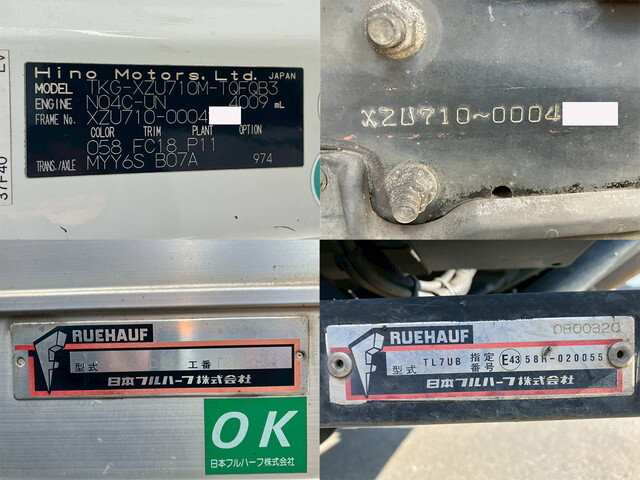 Hino Motors, Ltd. JAPAN
MODEL TKG-XZU710M-TQFQB3
ENGINE N04C-UN 4009 mL
FRAME No. XZU710-0004
COLOR TRIM PLANT OPTION
058 FC18 P11
TRANS./AXLE MYY6S B07A 974
37F40
EV
XZU710~0004
RUEHAUF
型式 工番
日本フルハーフ株式会社
OK
日本フルハーフ株式会社
RUEHAUF 0800320
型式 TL7UB 指定番号 E43 58R-020055
日本フルハーフ株式会社